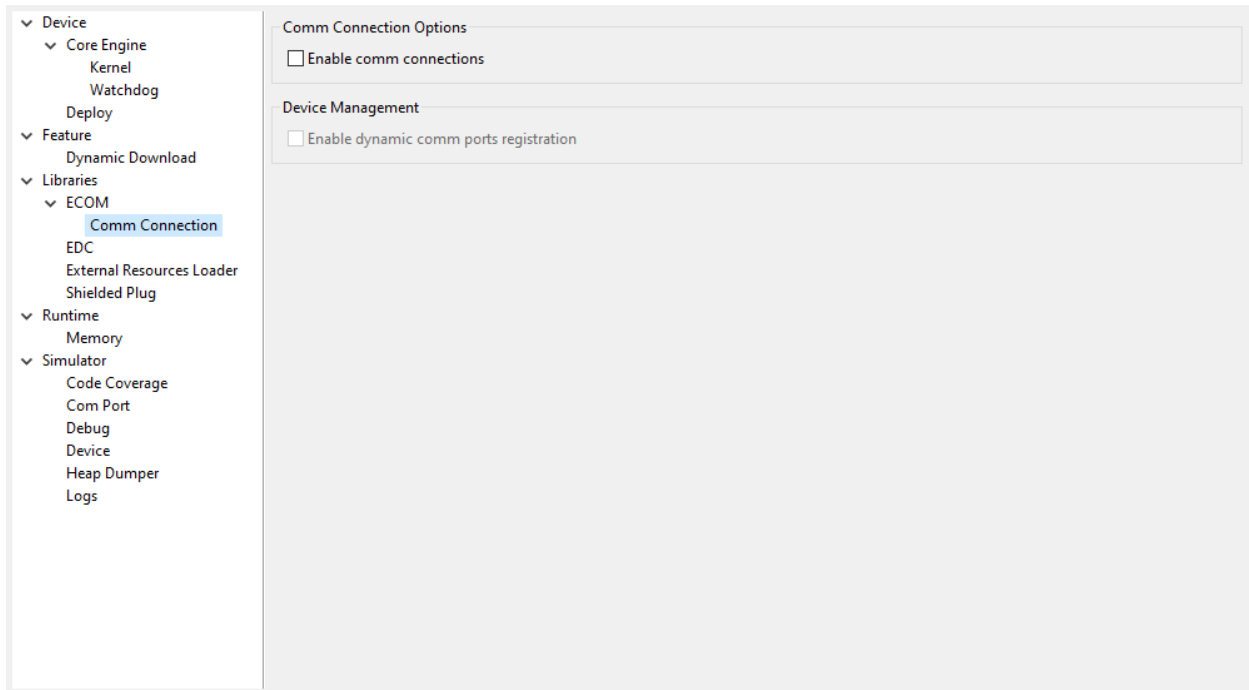 Device
Core Engine
Kernel
Watchdog
Deploy
Feature
Dynamic Download
Libraries
ECOM
Comm Connection
EDC
External Resources Loader
Shielded Plug
Runtime
Memory
Simulator
Code Coverage
Com Port
Debug
Device
Heap Dumper
Logs
Comm Connection Options
Enable comm connections
Device Management
Enable dynamic comm ports registration